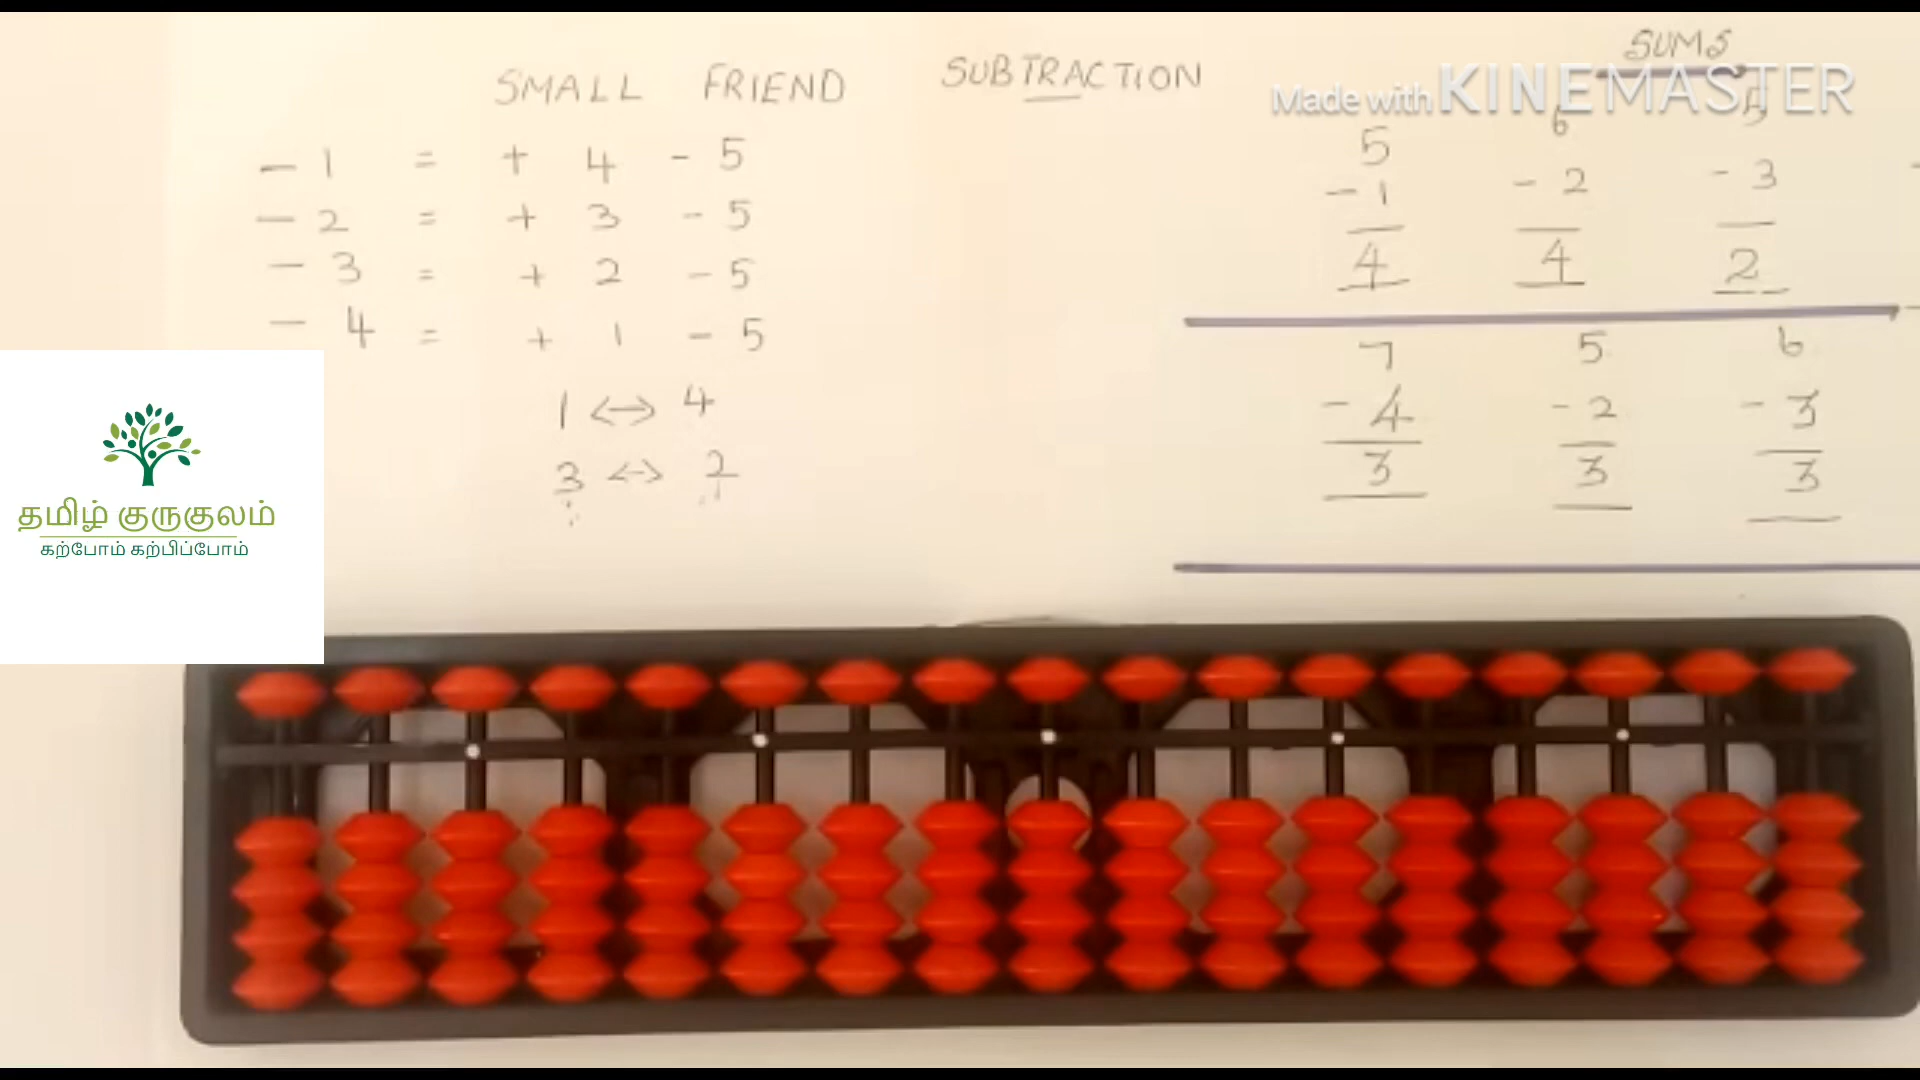 SMALL FRIEND SUBTRACTION
- 1 = + 4 - 5
- 2 = + 3 - 5
- 3 = + 2 - 5
- 4 = + 1 - 5
1 <-> 4
3 <-> 2
SUMS
Made with KINEMASTER
5 6 5
- 1 - 2 - 3
4 4 2
7 5 6
- 4 - 2 - 3
3 3 3
தமிழ் குருகுலம்
கற்போம் கற்பிப்போம்